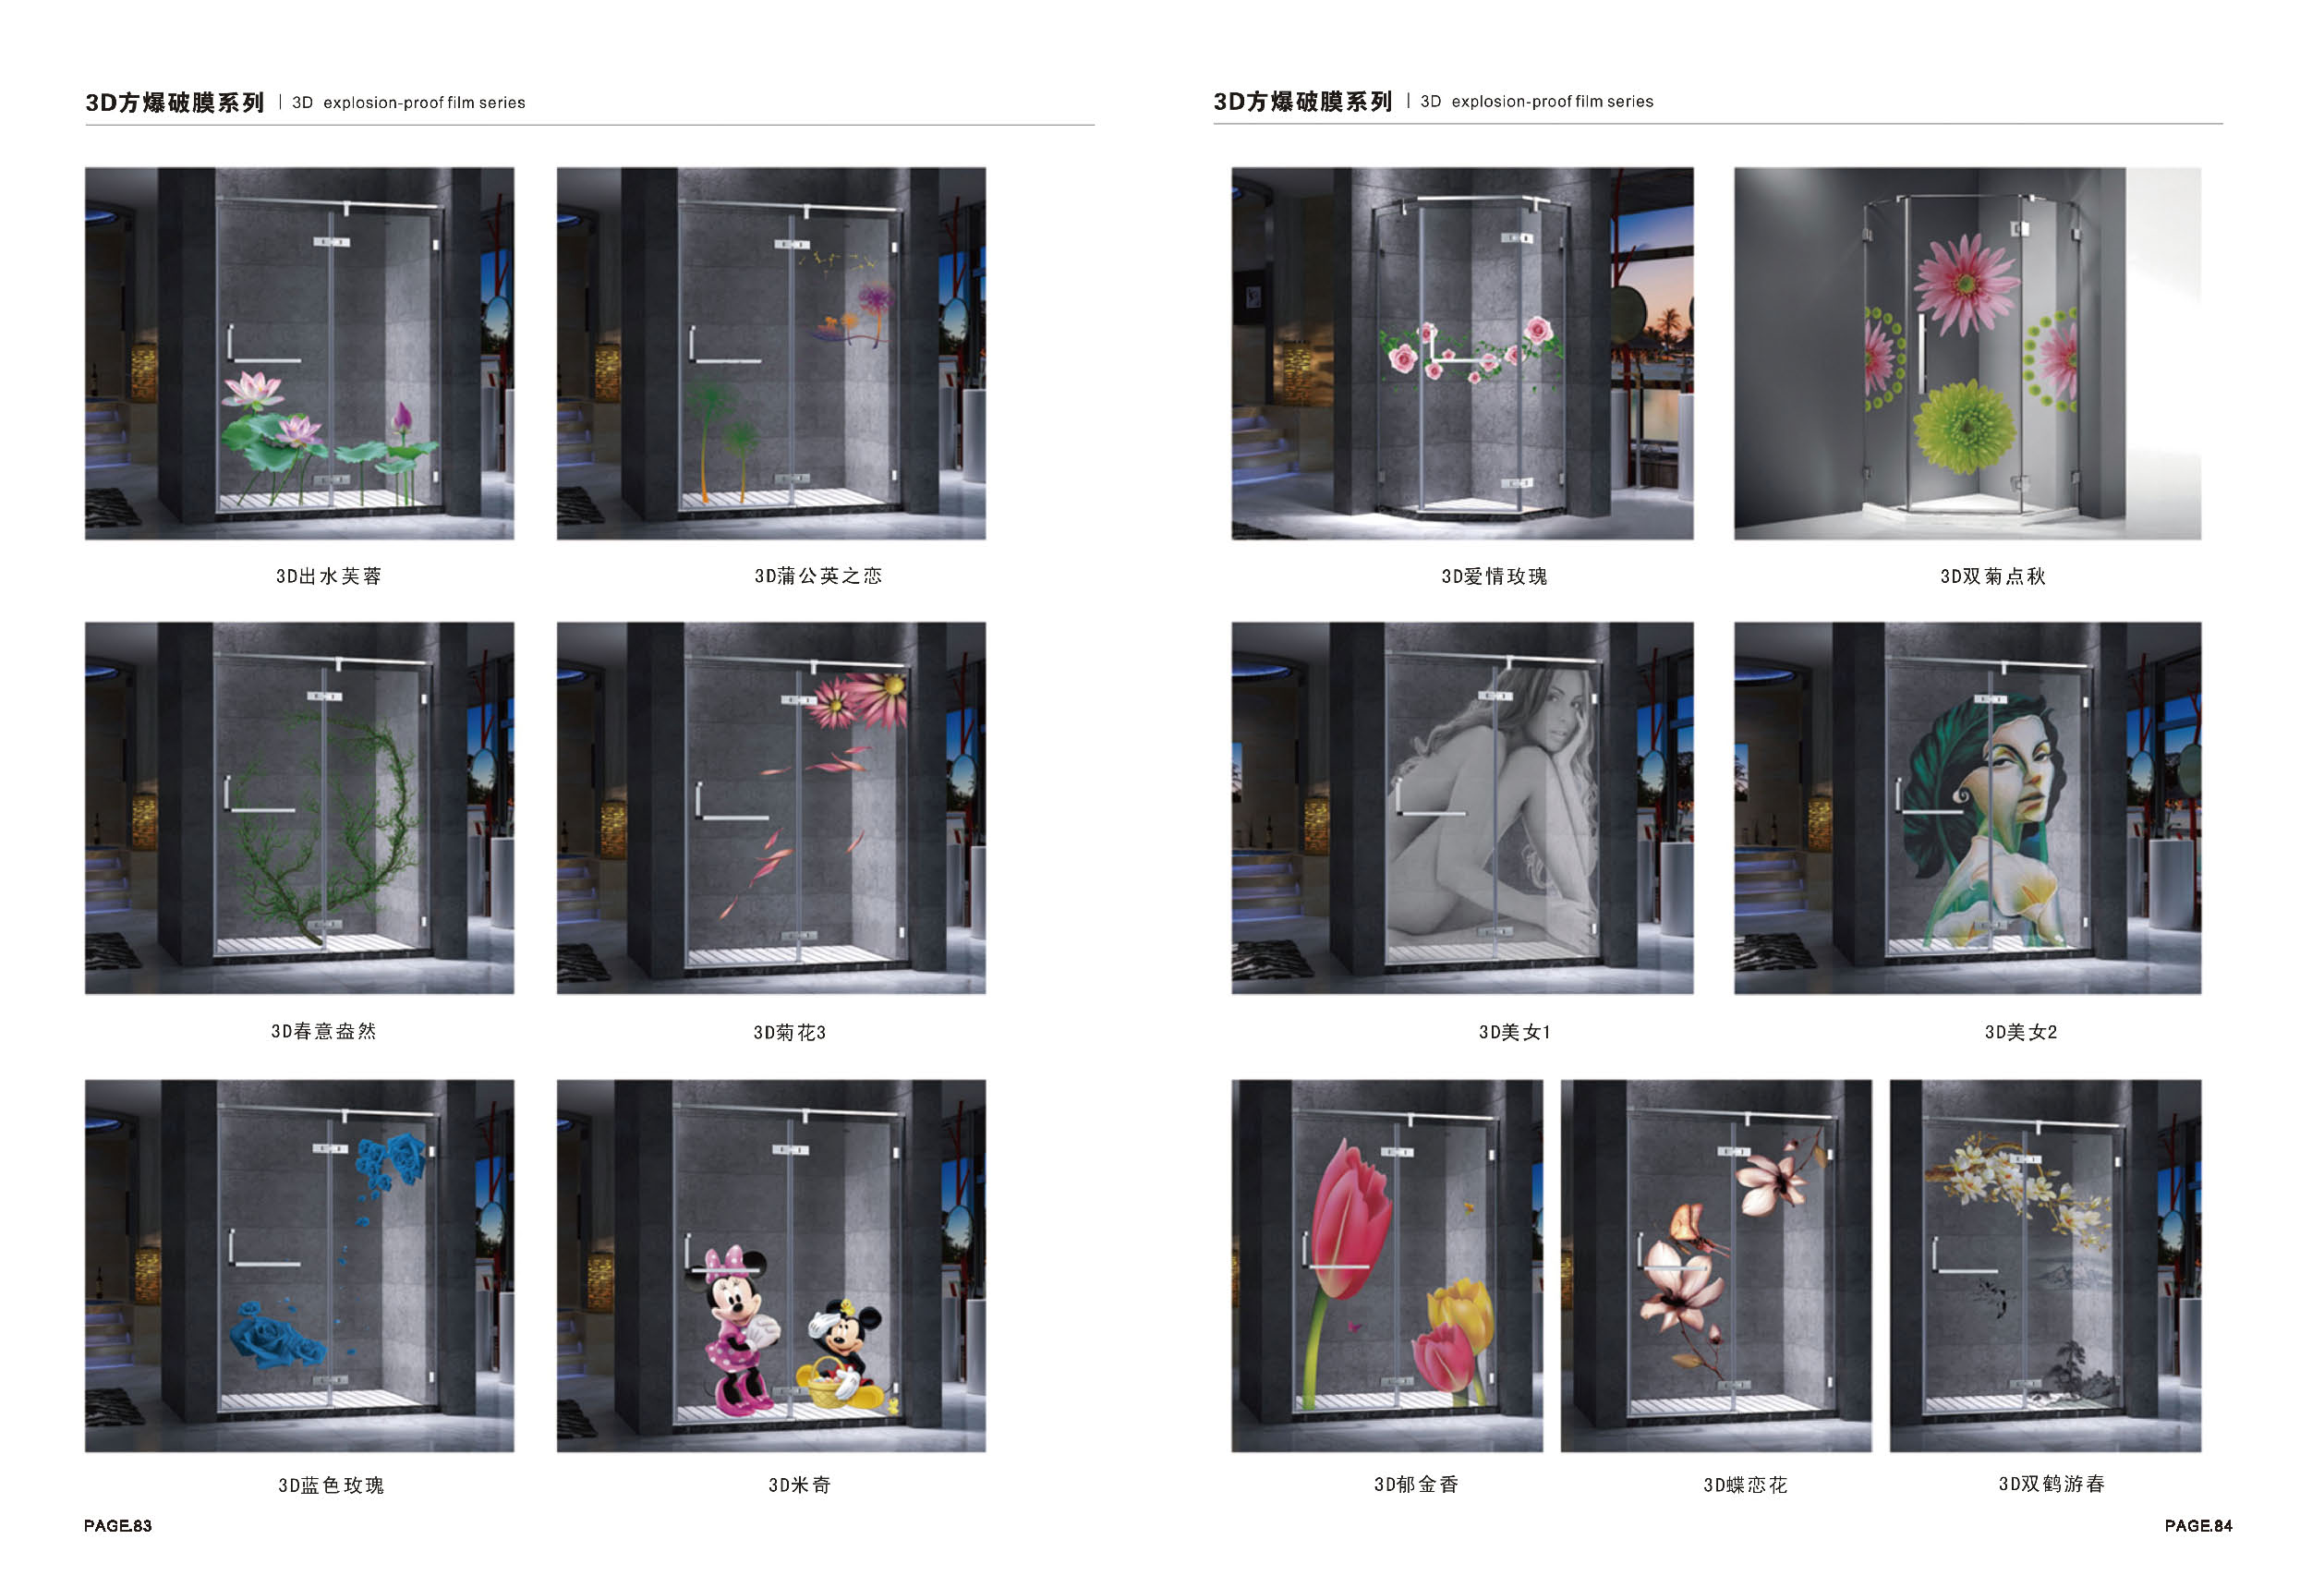 3D方爆破膜系列 | 3D explosion-proof film series
3D出水芙蓉
3D蒲公英之恋
3D春意盎然
3D菊花3
3D蓝色玫瑰
3D米奇
PAGE.83
3D方爆破膜系列 | 3D explosion-proof film series
3D爱情玫瑰
3D双菊点秋
3D美女1
3D美女2
3D郁金香
3D蝶恋花
3D双鹤游春
PAGE.84